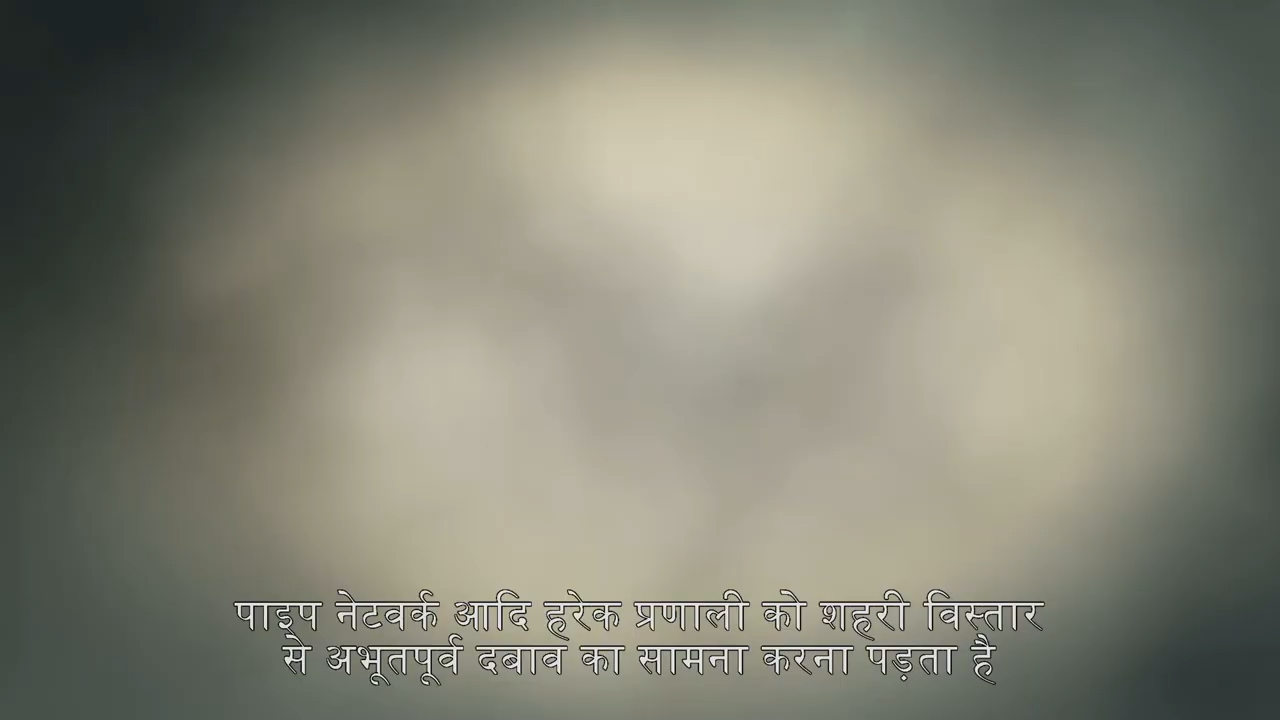 पाइप नेटवर्क आदि हरेक प्रणाली को शहरी विस्तार
से अभूतपूर्व दबाव का सामना करना पड़ता है